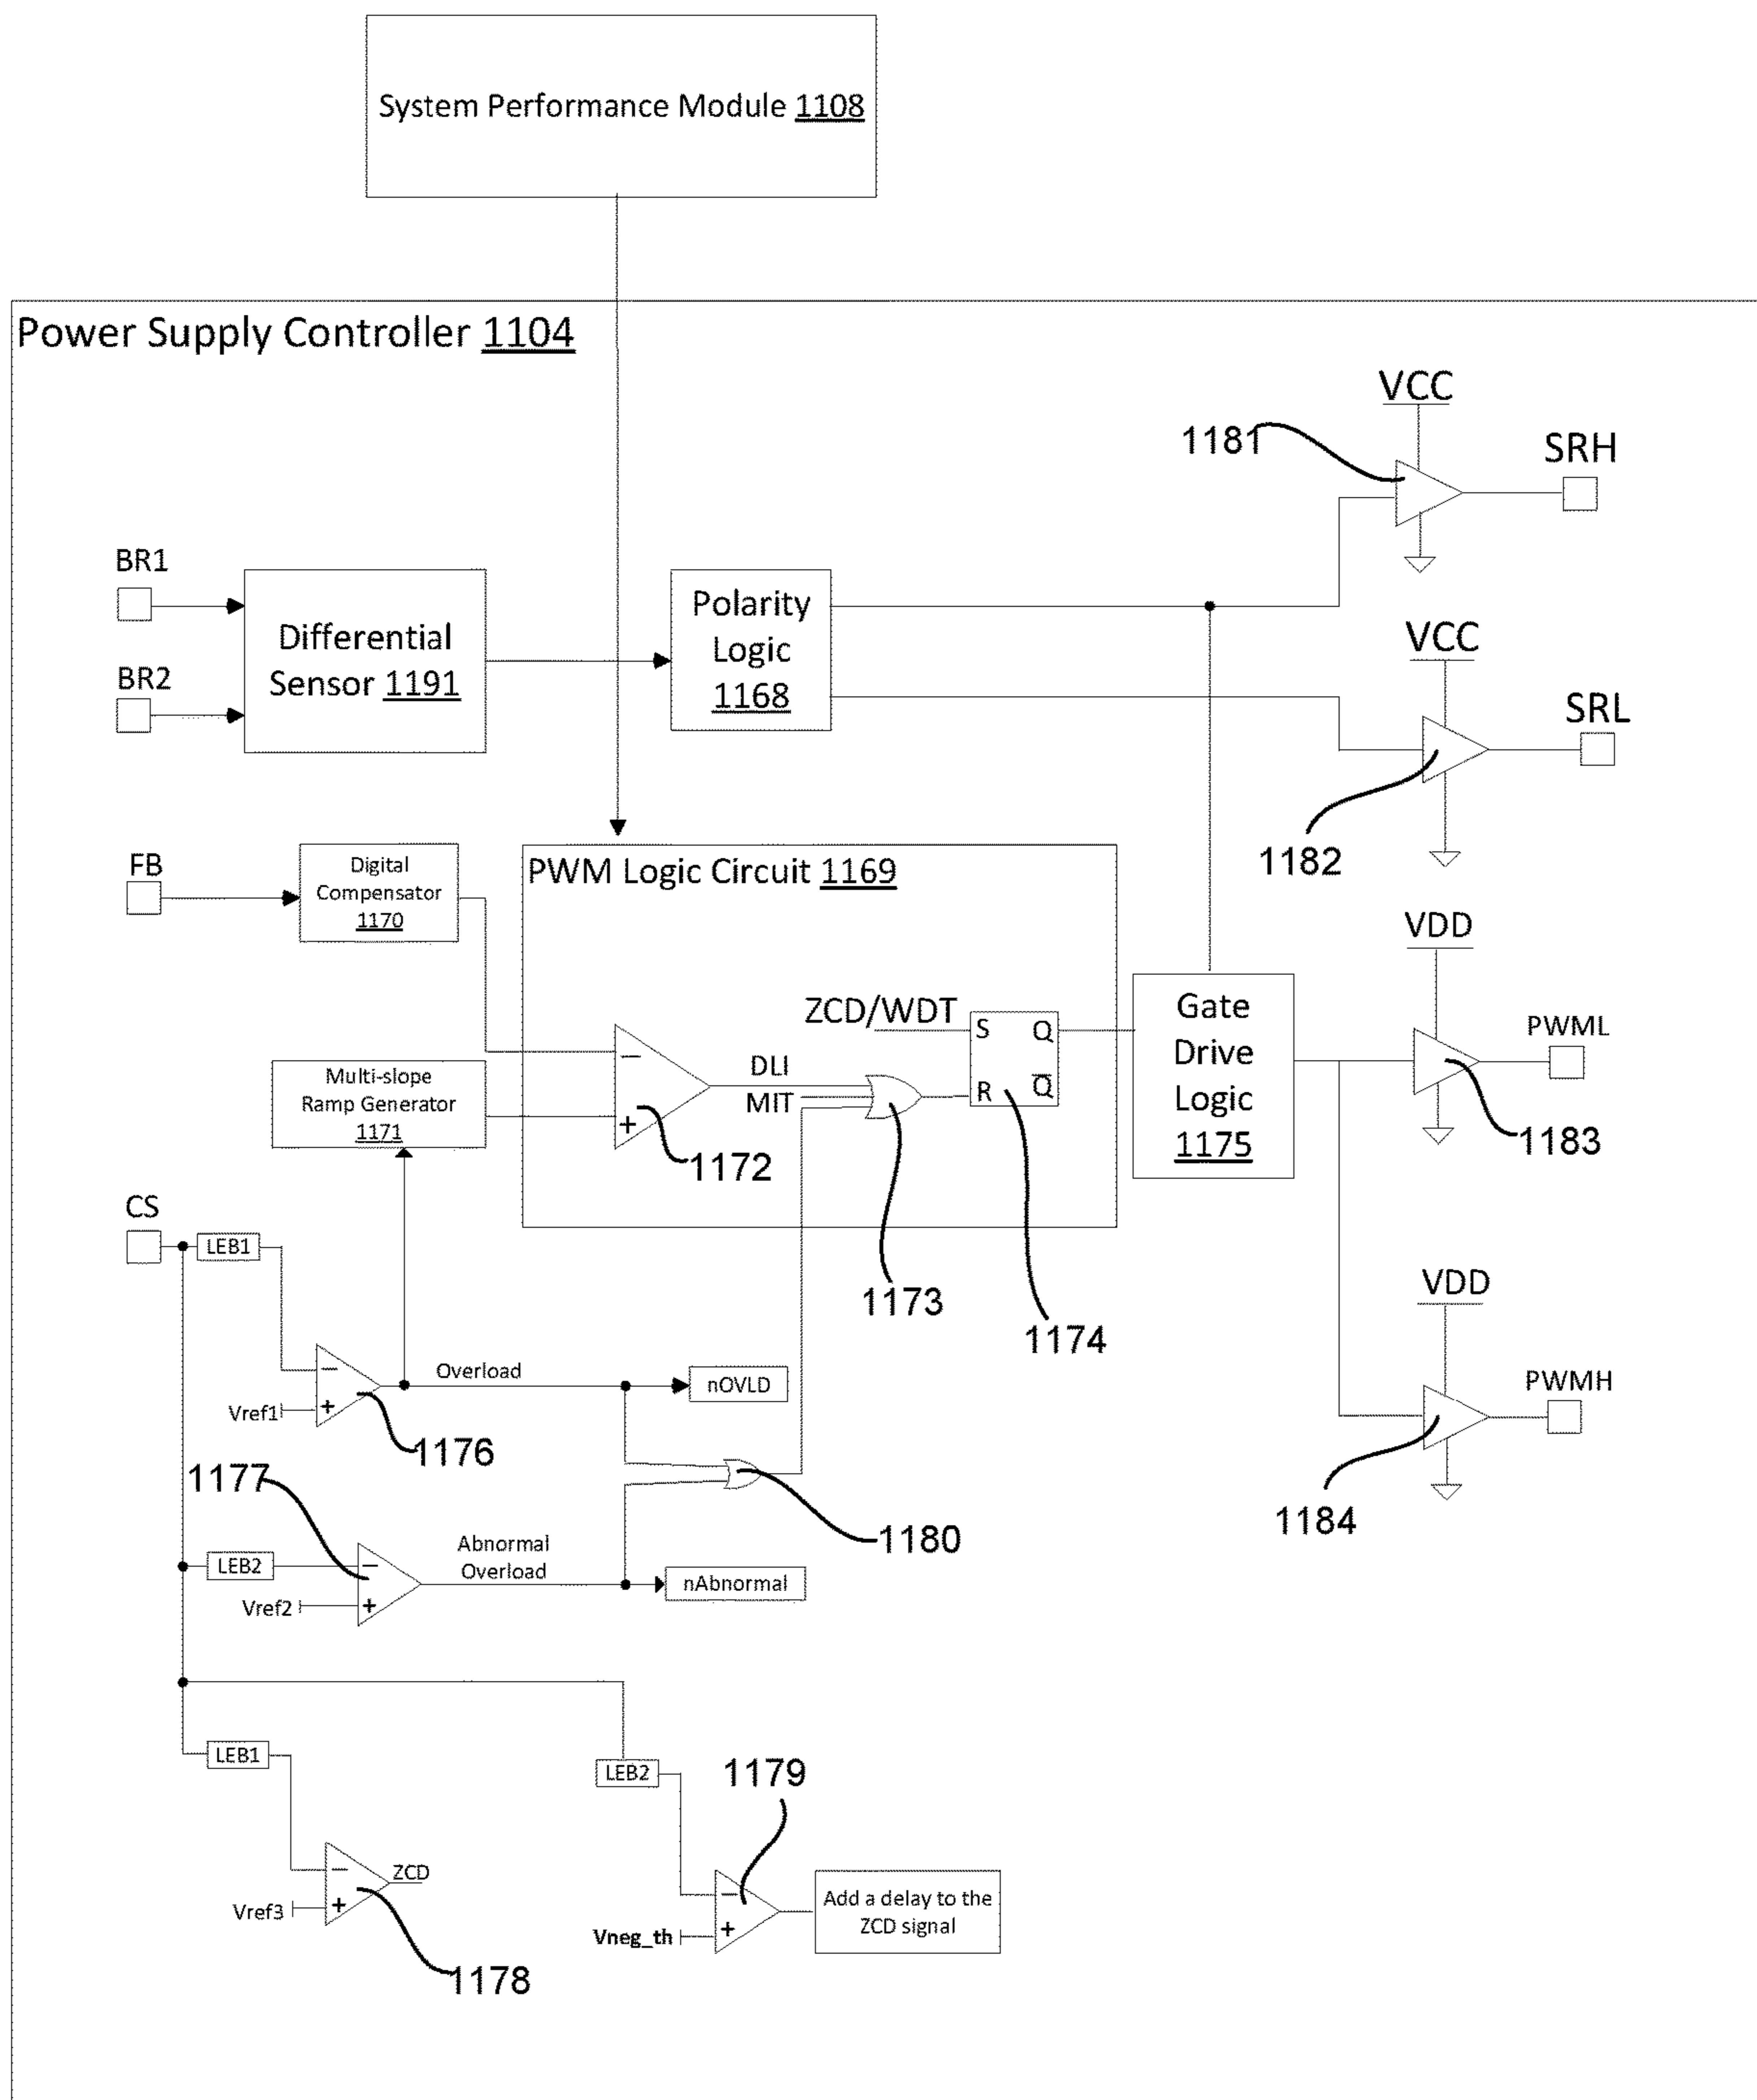 System Performance Module 1108
Power Supply Controller 1104
VCC
1181
SRH
BR1
Differential
Sensor 1191
BR2
Polarity
Logic
1168
VCC
SRL
1182
FB
Digital
Compensator
1170
PWM Logic Circuit 1169
VDD
ZCD/WDT
S
Q
R
Q̅
Gate
Drive
Logic
1175
PWML
1183
Multi-slope
Ramp Generator
1171
−
+
DLI
MIT
1172
1173
1174
CS
LEB1
VDD
−
+
Vref1
Overload
nOVLD
1176
PWMH
1184
1177
1180
LEB2
−
+
Vref2
Abnormal
Overload
nAbnormal
LEB1
LEB2
1179
−
+
Vref3
ZCD
1178
−
+
Vneg_th
Add a delay to the
ZCD signal